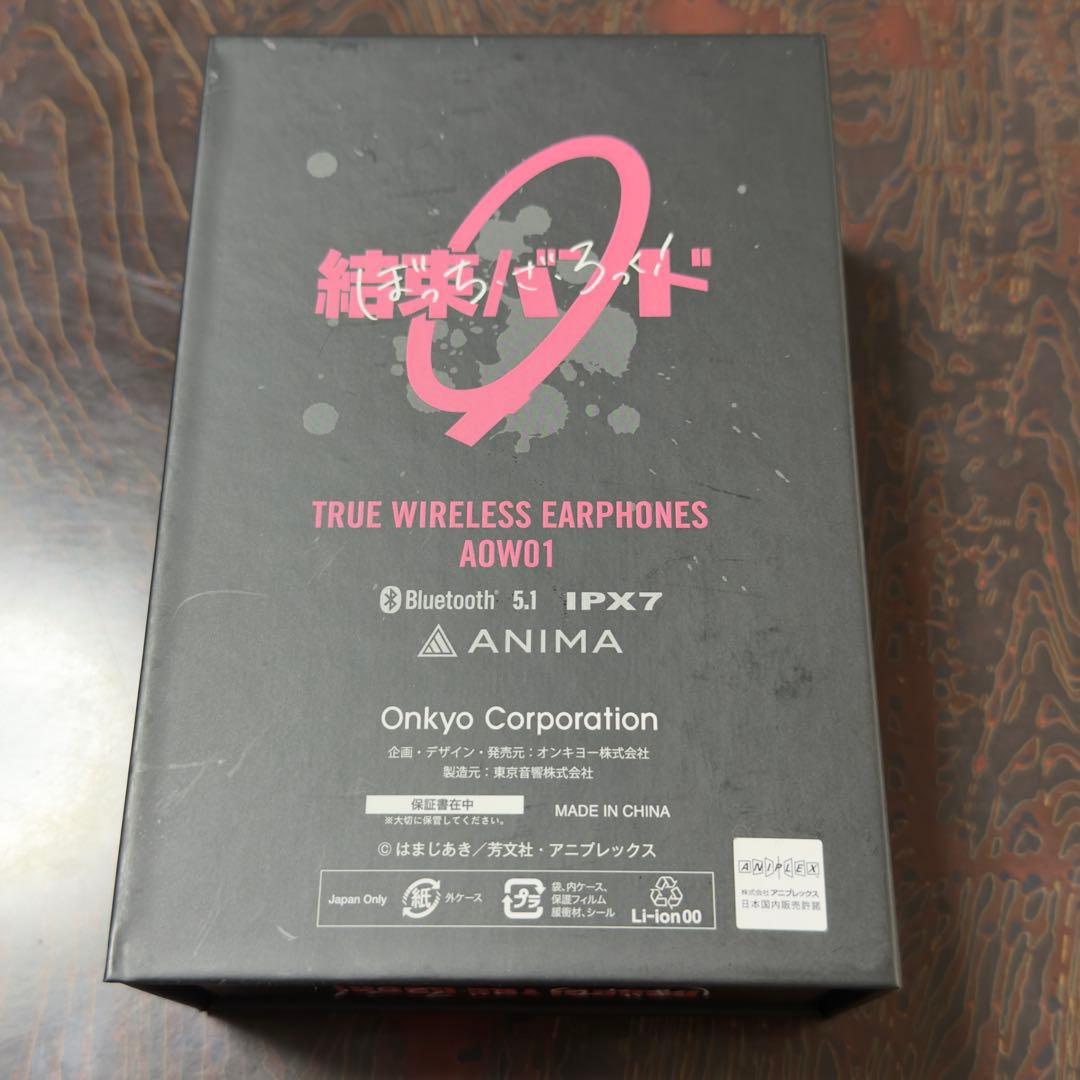 結束バンド
ぼっち・ざ・ろっく!
TRUE WIRELESS EARPHONES
AOW01
Bluetooth® 5.1 IPX7
ANIMA
Onkyo Corporation
企画・デザイン・発売元：オンキヨー株式会社
製造元：東京音響株式会社
保証書在中
※大切に保管してください。
MADE IN CHINA
©はまじあき／芳文社・アニプレックス
Japan Only
紙 外ケース
プラ
袋、内ケース、
保護フィルム
緩衝材、シール
Li-ion 00
ANIPLEX
株式会社アニプレックス
日本国内販売許諾